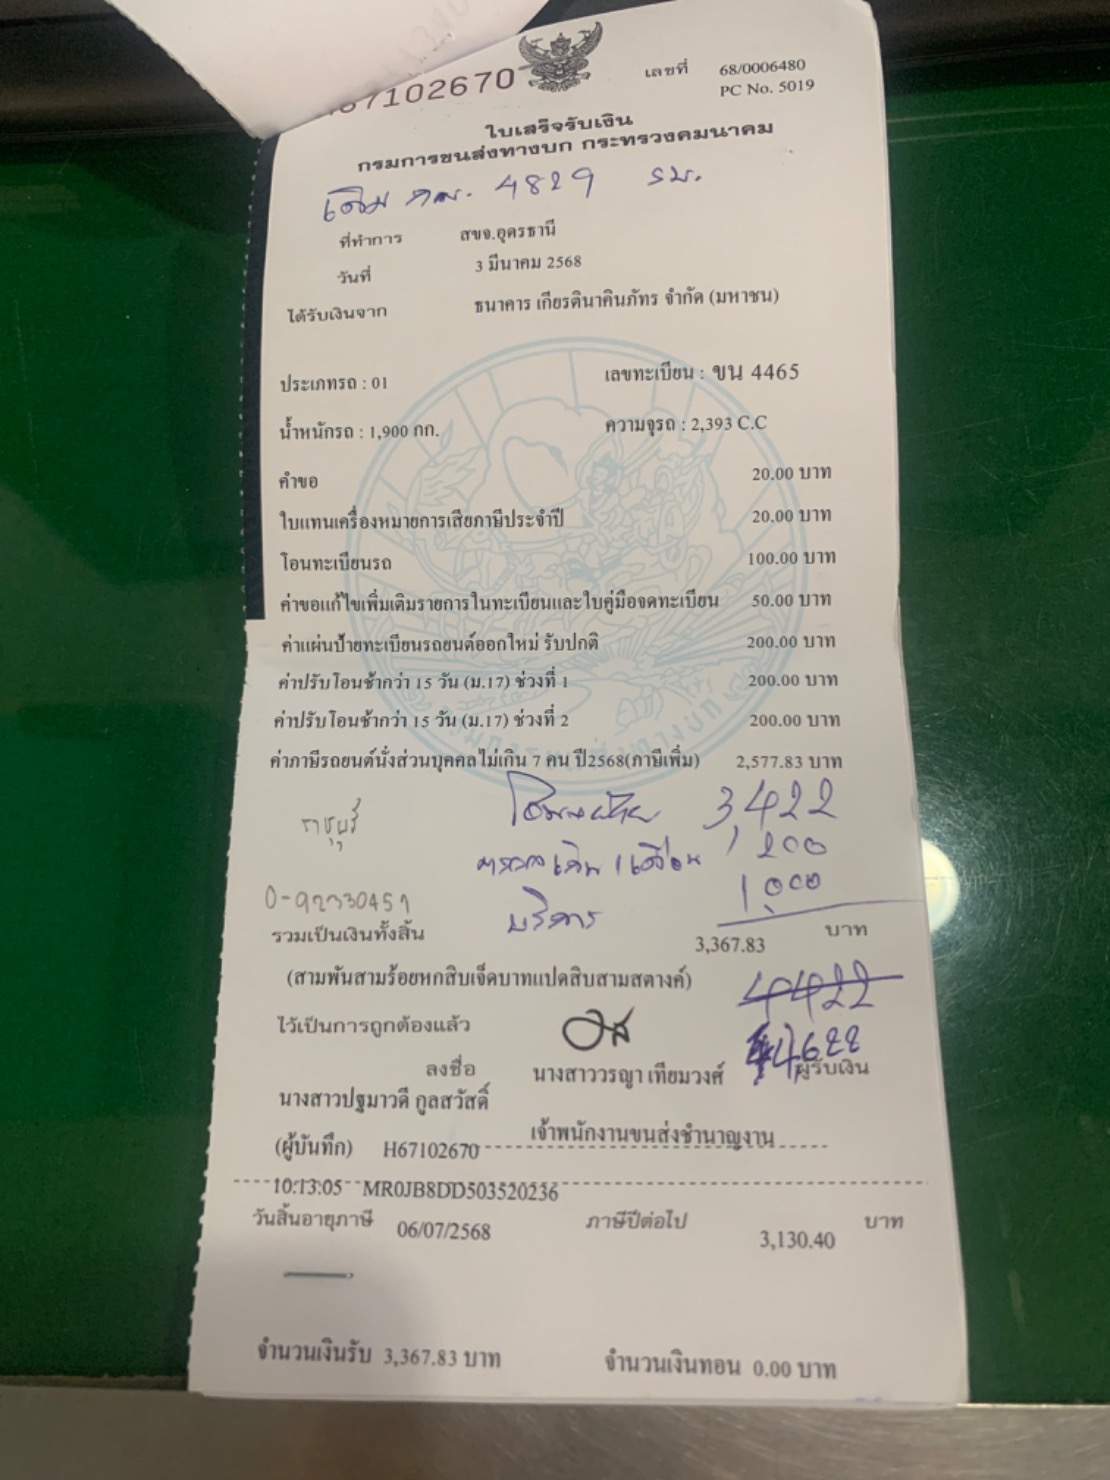 67102670
เลขที่ 68/0006480
PC No. 5019
ใบเสร็จรับเงิน
กรมการขนส่งทางบก กระทรวงคมนาคม
เดิม 4829
ที่ทำการ สขจ.อุดรธานี
วันที่ 3 มีนาคม 2568
ได้รับเงินจาก ธนาคาร เกียรตินาคินภัทร จำกัด (มหาชน)
ประเภทรถ : 01 เลขทะเบียน : ขน 4465
น้ำหนักรถ : 1,900 กก. ความจุรถ : 2,393 C.C
คำขอ 20.00 บาท
ใบแทนเครื่องหมายการเสียภาษีประจำปี 20.00 บาท
โอนทะเบียนรถ 100.00 บาท
ค่าขอแก้ไขเพิ่มเติมรายการในทะเบียนและใบคู่มือจดทะเบียน 50.00 บาท
ค่าแผ่นป้ายทะเบียนรถยนต์ออกใหม่ รับปกติ 200.00 บาท
ค่าปรับโอนช้ากว่า 15 วัน (ม.17) ช่วงที่ 1 200.00 บาท
ค่าปรับโอนช้ากว่า 15 วัน (ม.17) ช่วงที่ 2 200.00 บาท
ค่าภาษีรถยนต์นั่งส่วนบุคคลไม่เกิน 7 คน ปี2568(ภาษีเพิ่ม) 2,577.83 บาท
3,422
ราชบุรี
200
บริการ 1,000
รวมเป็นเงินทั้งสิ้น 3,367.83 บาท
(สามพันสามร้อยหกสิบเจ็ดบาทแปดสิบสามสตางค์)
4422
ไว้เป็นการถูกต้องแล้ว
ลงชื่อ นางสาววรญา เทียมวงศ์ ผู้รับเงิน
นางสาวปฐมาวดี กูลสวัสดิ์
เจ้าพนักงานขนส่งชำนาญงาน
(ผู้บันทึก) H67102670
10:13:05 MR0JB8DD503520236
วันสิ้นอายุภาษี 06/07/2568 ภาษีปีต่อไป 3,130.40 บาท
จำนวนเงินรับ 3,367.83 บาท จำนวนเงินทอน 0.00 บาท